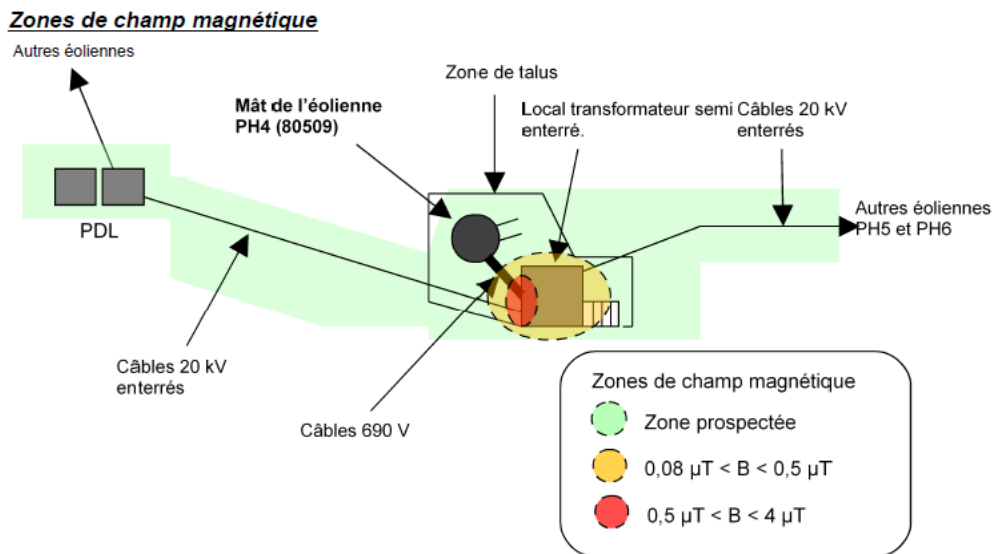 Zones de champ magnétique
Autres éoliennes
Zone de talus
Mât de l'éolienne
PH4 (80509)
Local transformateur semi
enterré.
Câbles 20 kV
enterrés
PDL
Autres éoliennes
PH5 et PH6
Câbles 20 kV
enterrés
Câbles 690 V
Zones de champ magnétique
Zone prospectée
0,08 µT < B < 0,5 µT
0,5 µT < B < 4 µT